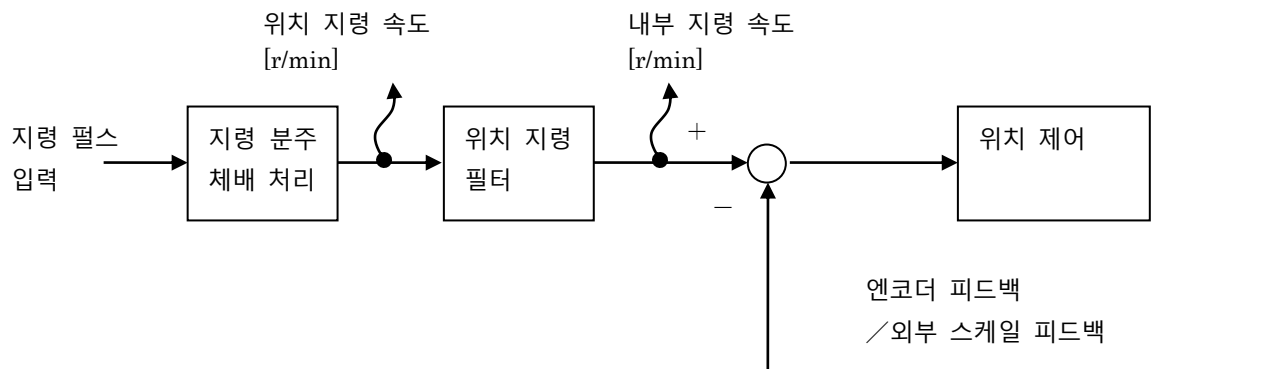 위치 지령 속도
[r/min]
내부 지령 속도
[r/min]
지령 펄스
입력
지령 분주
체배 처리
위치 지령
필터
+
−
위치 제어
엔코더 피드백
／외부 스케일 피드백